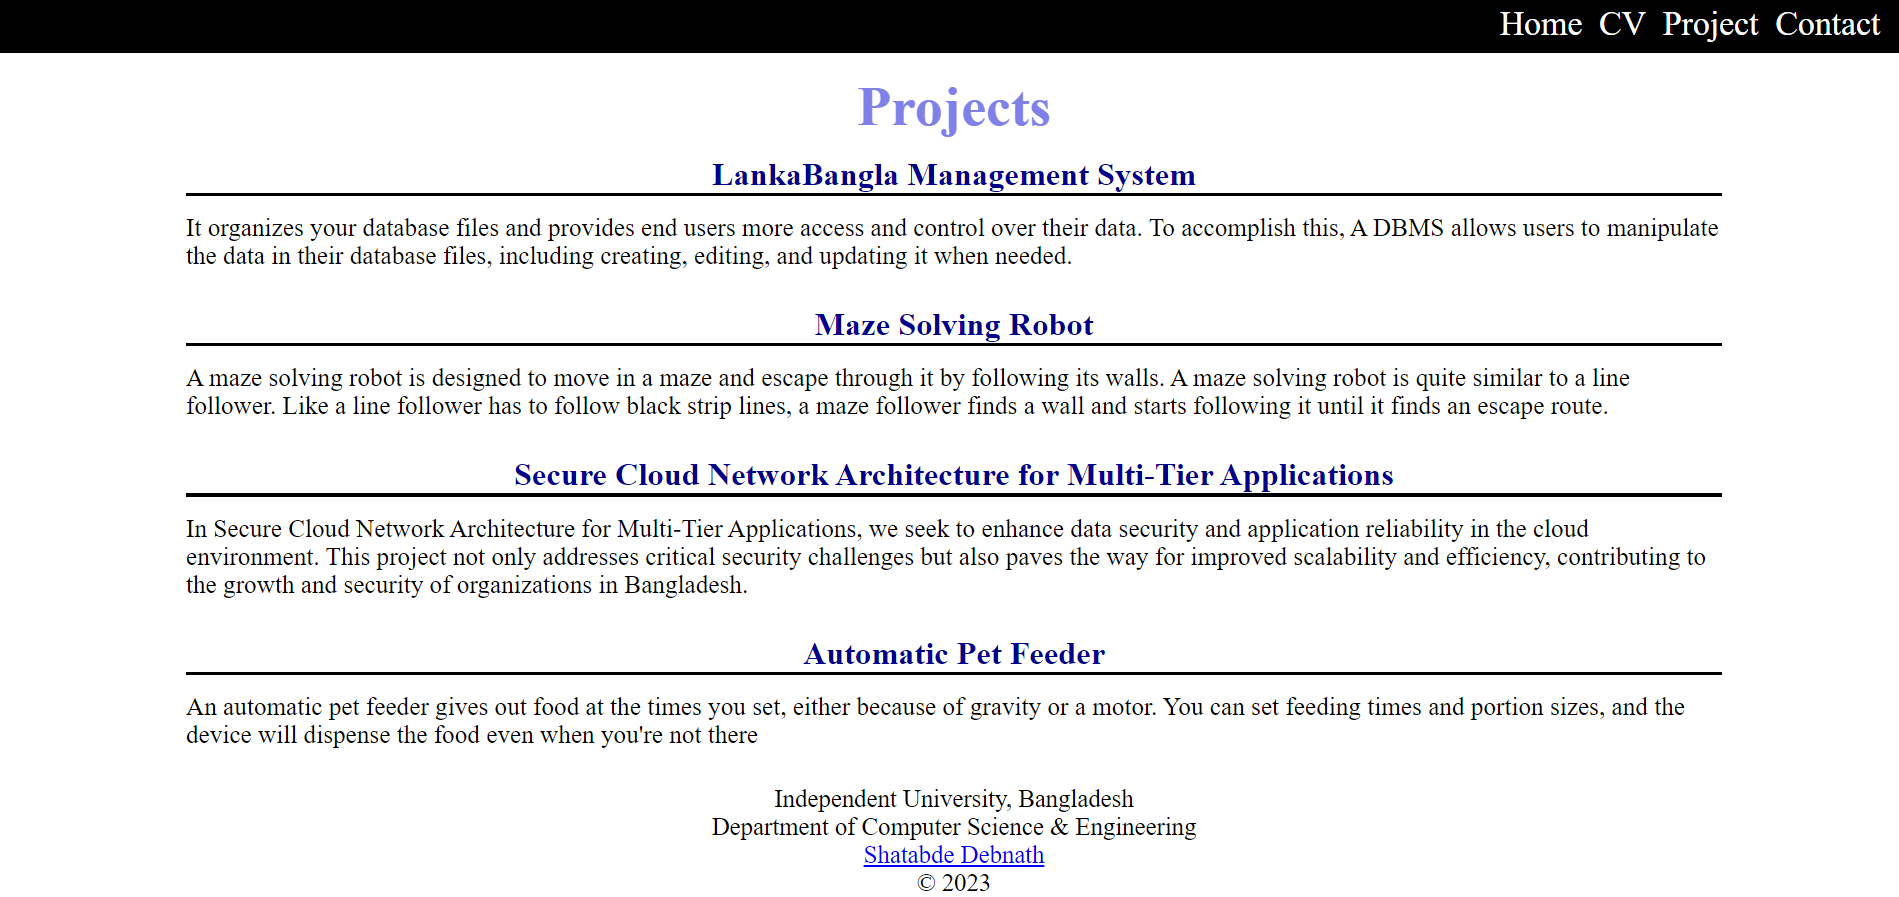 Home CV Project Contact
Projects
LankaBangla Management System
It organizes your database files and provides end users more access and control over their data. To accomplish this, A DBMS allows users to manipulate
the data in their database files, including creating, editing, and updating it when needed.
Maze Solving Robot
A maze solving robot is designed to move in a maze and escape through it by following its walls. A maze solving robot is quite similar to a line
follower. Like a line follower has to follow black strip lines, a maze follower finds a wall and starts following it until it finds an escape route.
Secure Cloud Network Architecture for Multi-Tier Applications
In Secure Cloud Network Architecture for Multi-Tier Applications, we seek to enhance data security and application reliability in the cloud
environment. This project not only addresses critical security challenges but also paves the way for improved scalability and efficiency, contributing to
the growth and security of organizations in Bangladesh.
Automatic Pet Feeder
An automatic pet feeder gives out food at the times you set, either because of gravity or a motor. You can set feeding times and portion sizes, and the
device will dispense the food even when you're not there
Independent University, Bangladesh
Department of Computer Science & Engineering
Shatabde Debnath
© 2023